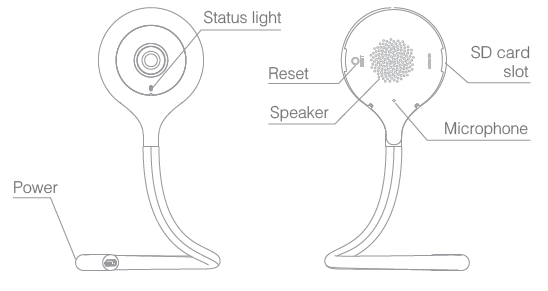 Status light
Reset
SD card
slot
Speaker
Microphone
Power